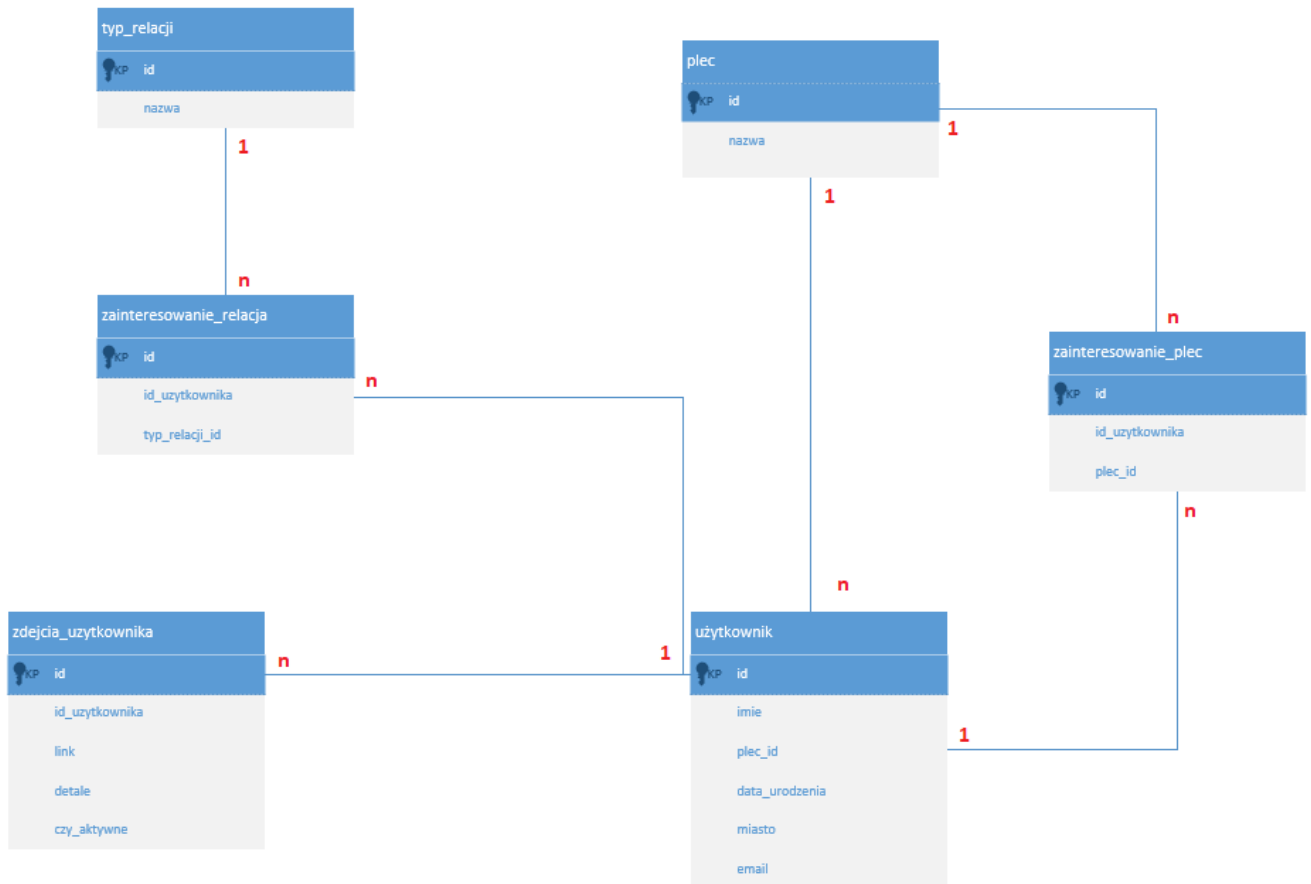 typ_relacji
KP id
nazwa
1
n
zainteresowanie_relacja
KP id
id_uzytkownika
typ_relacji_id
n
plec
KP id
nazwa
1
1
n
zainteresowanie_plec
KP id
id_uzytkownika
plec_id
n
n
zdejcia_uzytkownika
KP id
id_uzytkownika
link
detale
czy_aktywne
n
1
użytkownik
KP id
imie
plec_id
data_urodzenia
miasto
email
1